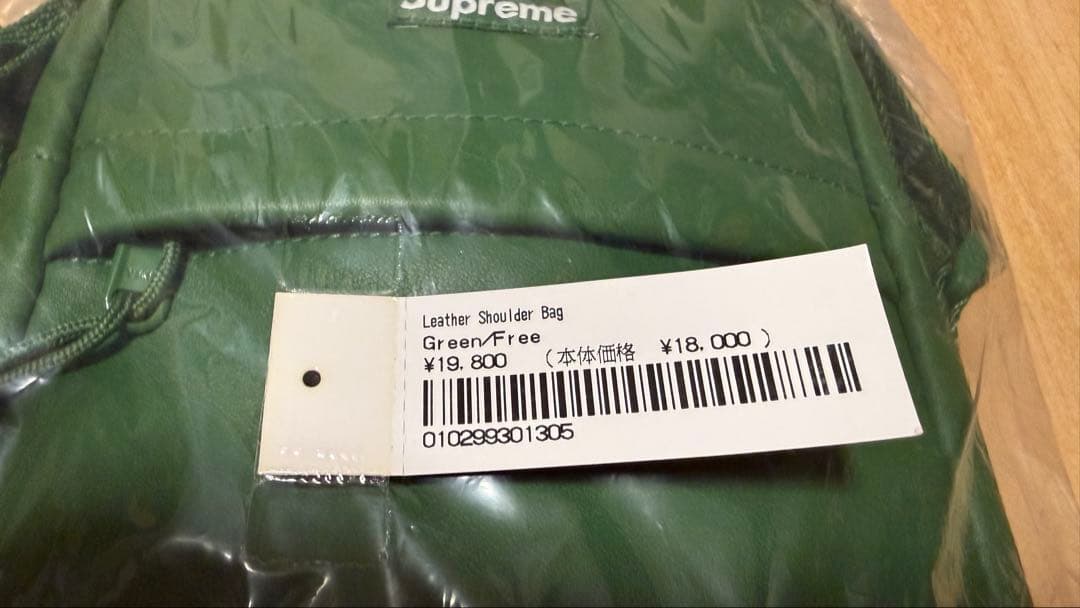 Supreme
Leather Shoulder Bag
Green/Free
¥19,800 （本体価格 ¥18,000 ）
010299301305